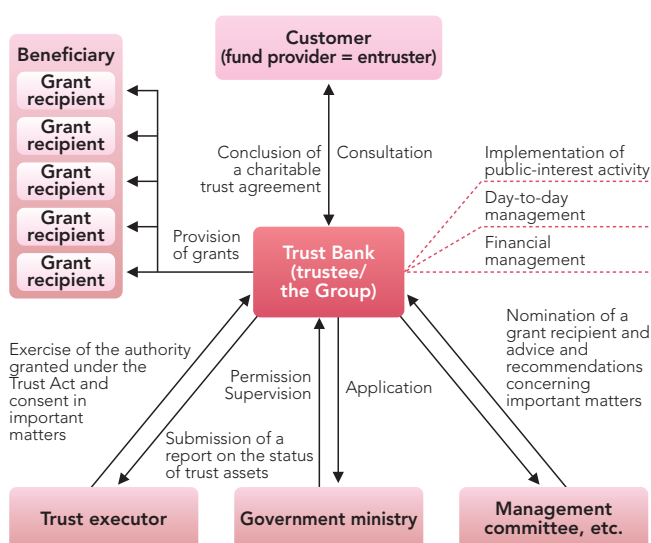 Customer
(fund provider = entruster)
Beneficiary
Grant
recipient
Grant
recipient
Grant
recipient
Grant
recipient
Grant
recipient
Conclusion of
a charitable
trust agreement
Consultation
Implementation of
public-interest activity
Day-to-day
management
Financial
management
Provision
of grants
Trust Bank
(trustee/
the Group)
Exercise of the authority
granted under the
Trust Act and
consent in
important
matters
Submission of a
report on the status
of trust assets
Permission
Supervision
Application
Nomination of a
grant recipient and
advice and
recommendations
concerning
important matters
Trust executor
Government ministry
Management
committee, etc.